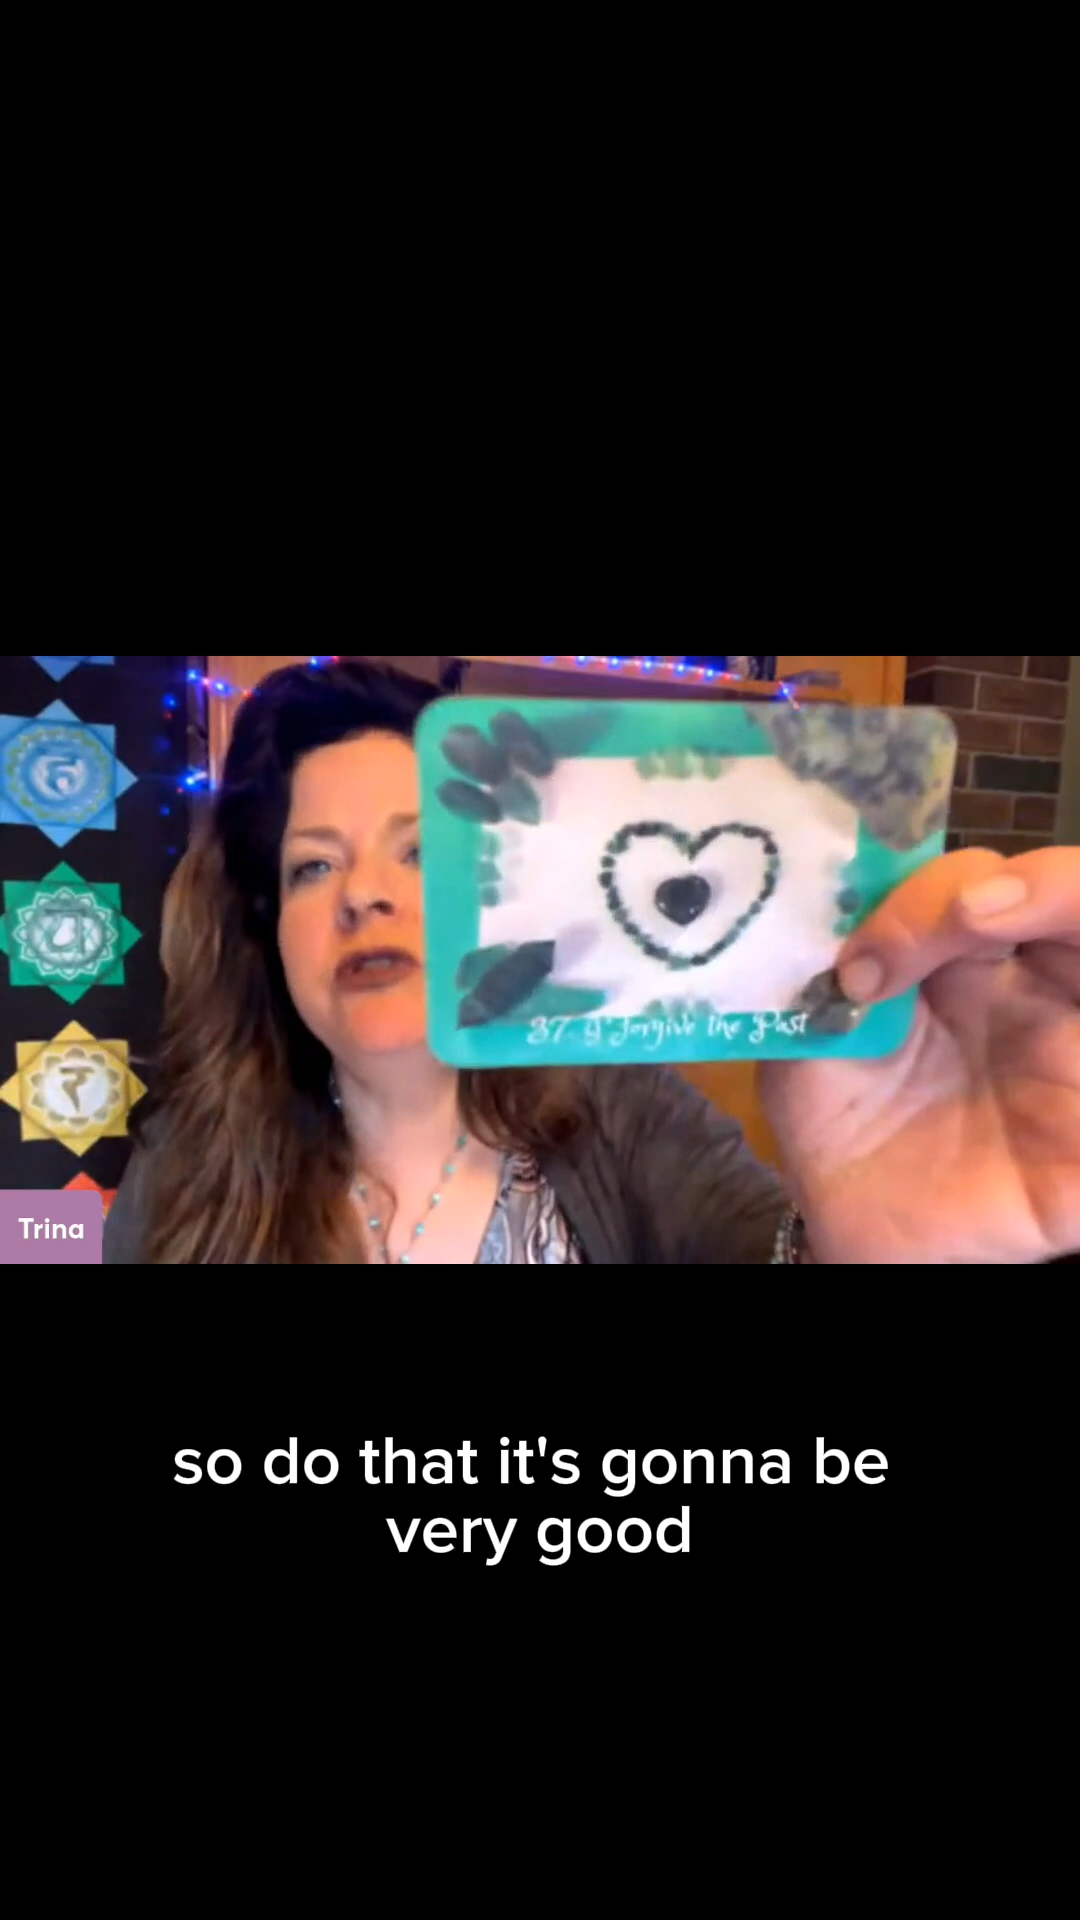 ग
य
र
37. I Forgive the Past
Trina
so do that it's gonna be
very good